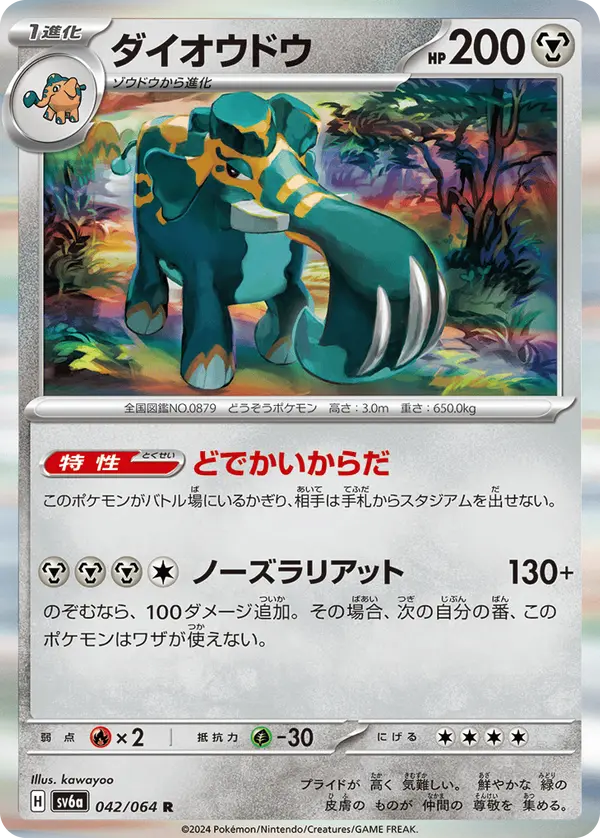 1進化
ダイオウドウ
HP 200
ゾウドウから進化
全国図鑑NO.0879 どうぞうポケモン 高さ：3.0m 重さ：650.0kg
特性 とくせい どでかいからだ
このポケモンがバトル場にいるかぎり、相手は手札からスタジアムを出せない。
ノーズラリアット 130+
のぞむなら、100ダメージ追加。その場合、次の自分の番、この
ポケモンはワザが使えない。
弱点 ×2 抵抗力 -30 にげる
Illus. kawayoo
プライドが高く気難しい。鮮やかな緑の
H sv6a 042/064 R
皮膚のものが仲間の尊敬を集める。
©2024 Pokémon/Nintendo/Creatures/GAME FREAK.